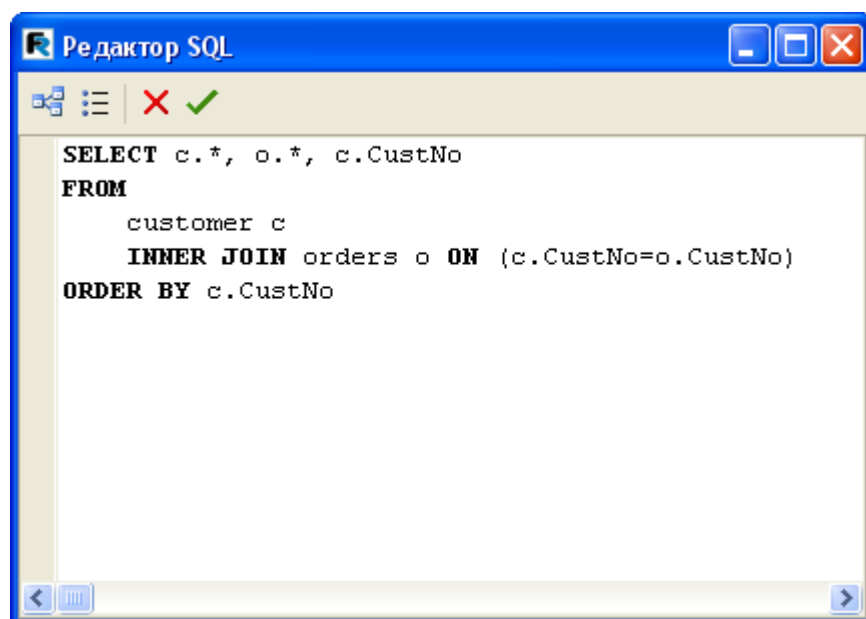 Редактор SQL
SELECT c.*, o.*, c.CustNo
FROM
customer c
INNER JOIN orders o ON (c.CustNo=o.CustNo)
ORDER BY c.CustNo